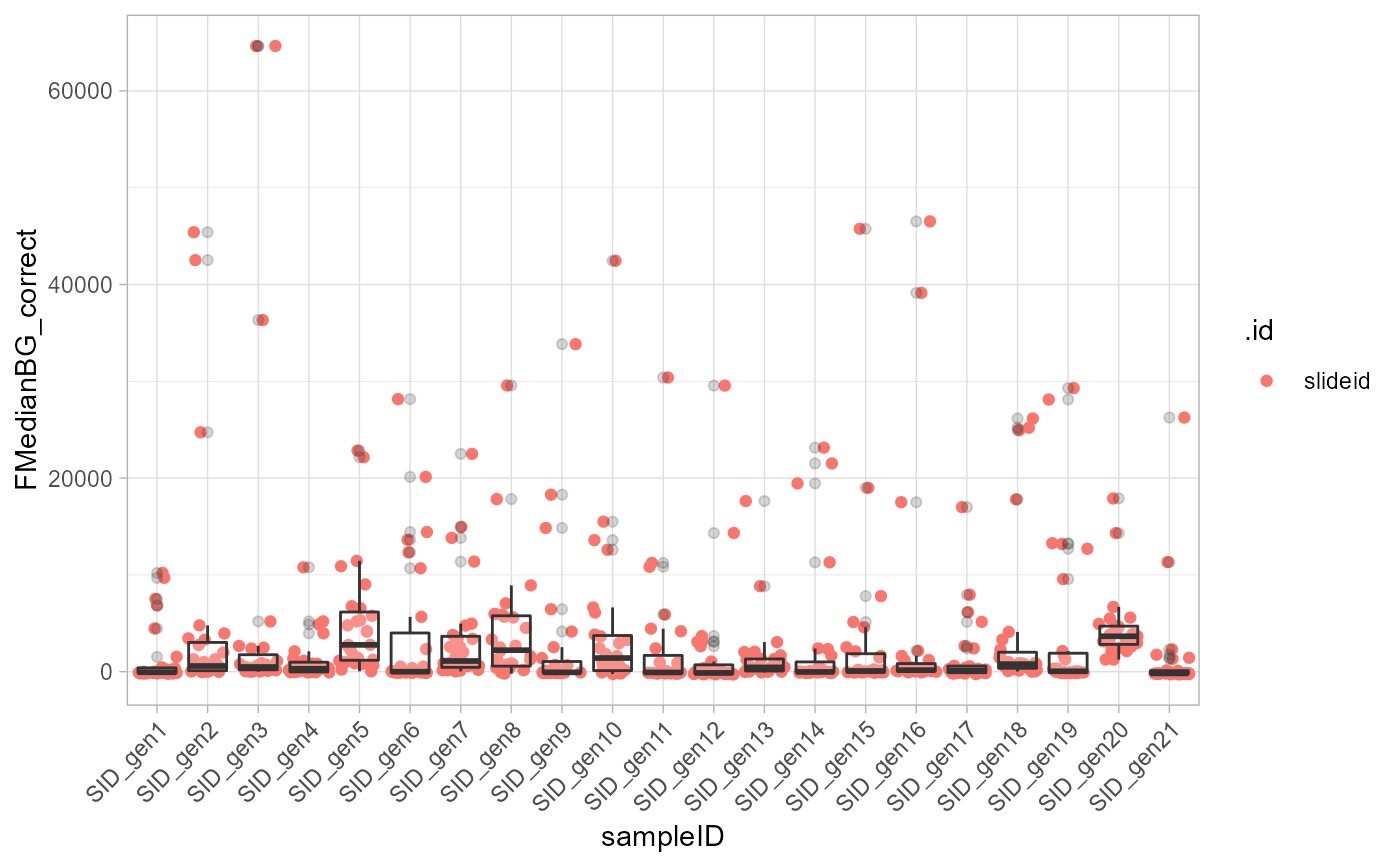 FMedianBG_correct
60000
40000
20000
0
SID_gen1
SID_gen2
SID_gen3
SID_gen4
SID_gen5
SID_gen6
SID_gen7
SID_gen8
SID_gen9
SID_gen10
SID_gen11
SID_gen12
SID_gen13
SID_gen14
SID_gen15
SID_gen16
SID_gen17
SID_gen18
SID_gen19
SID_gen20
SID_gen21
sampleID
.id
slideid